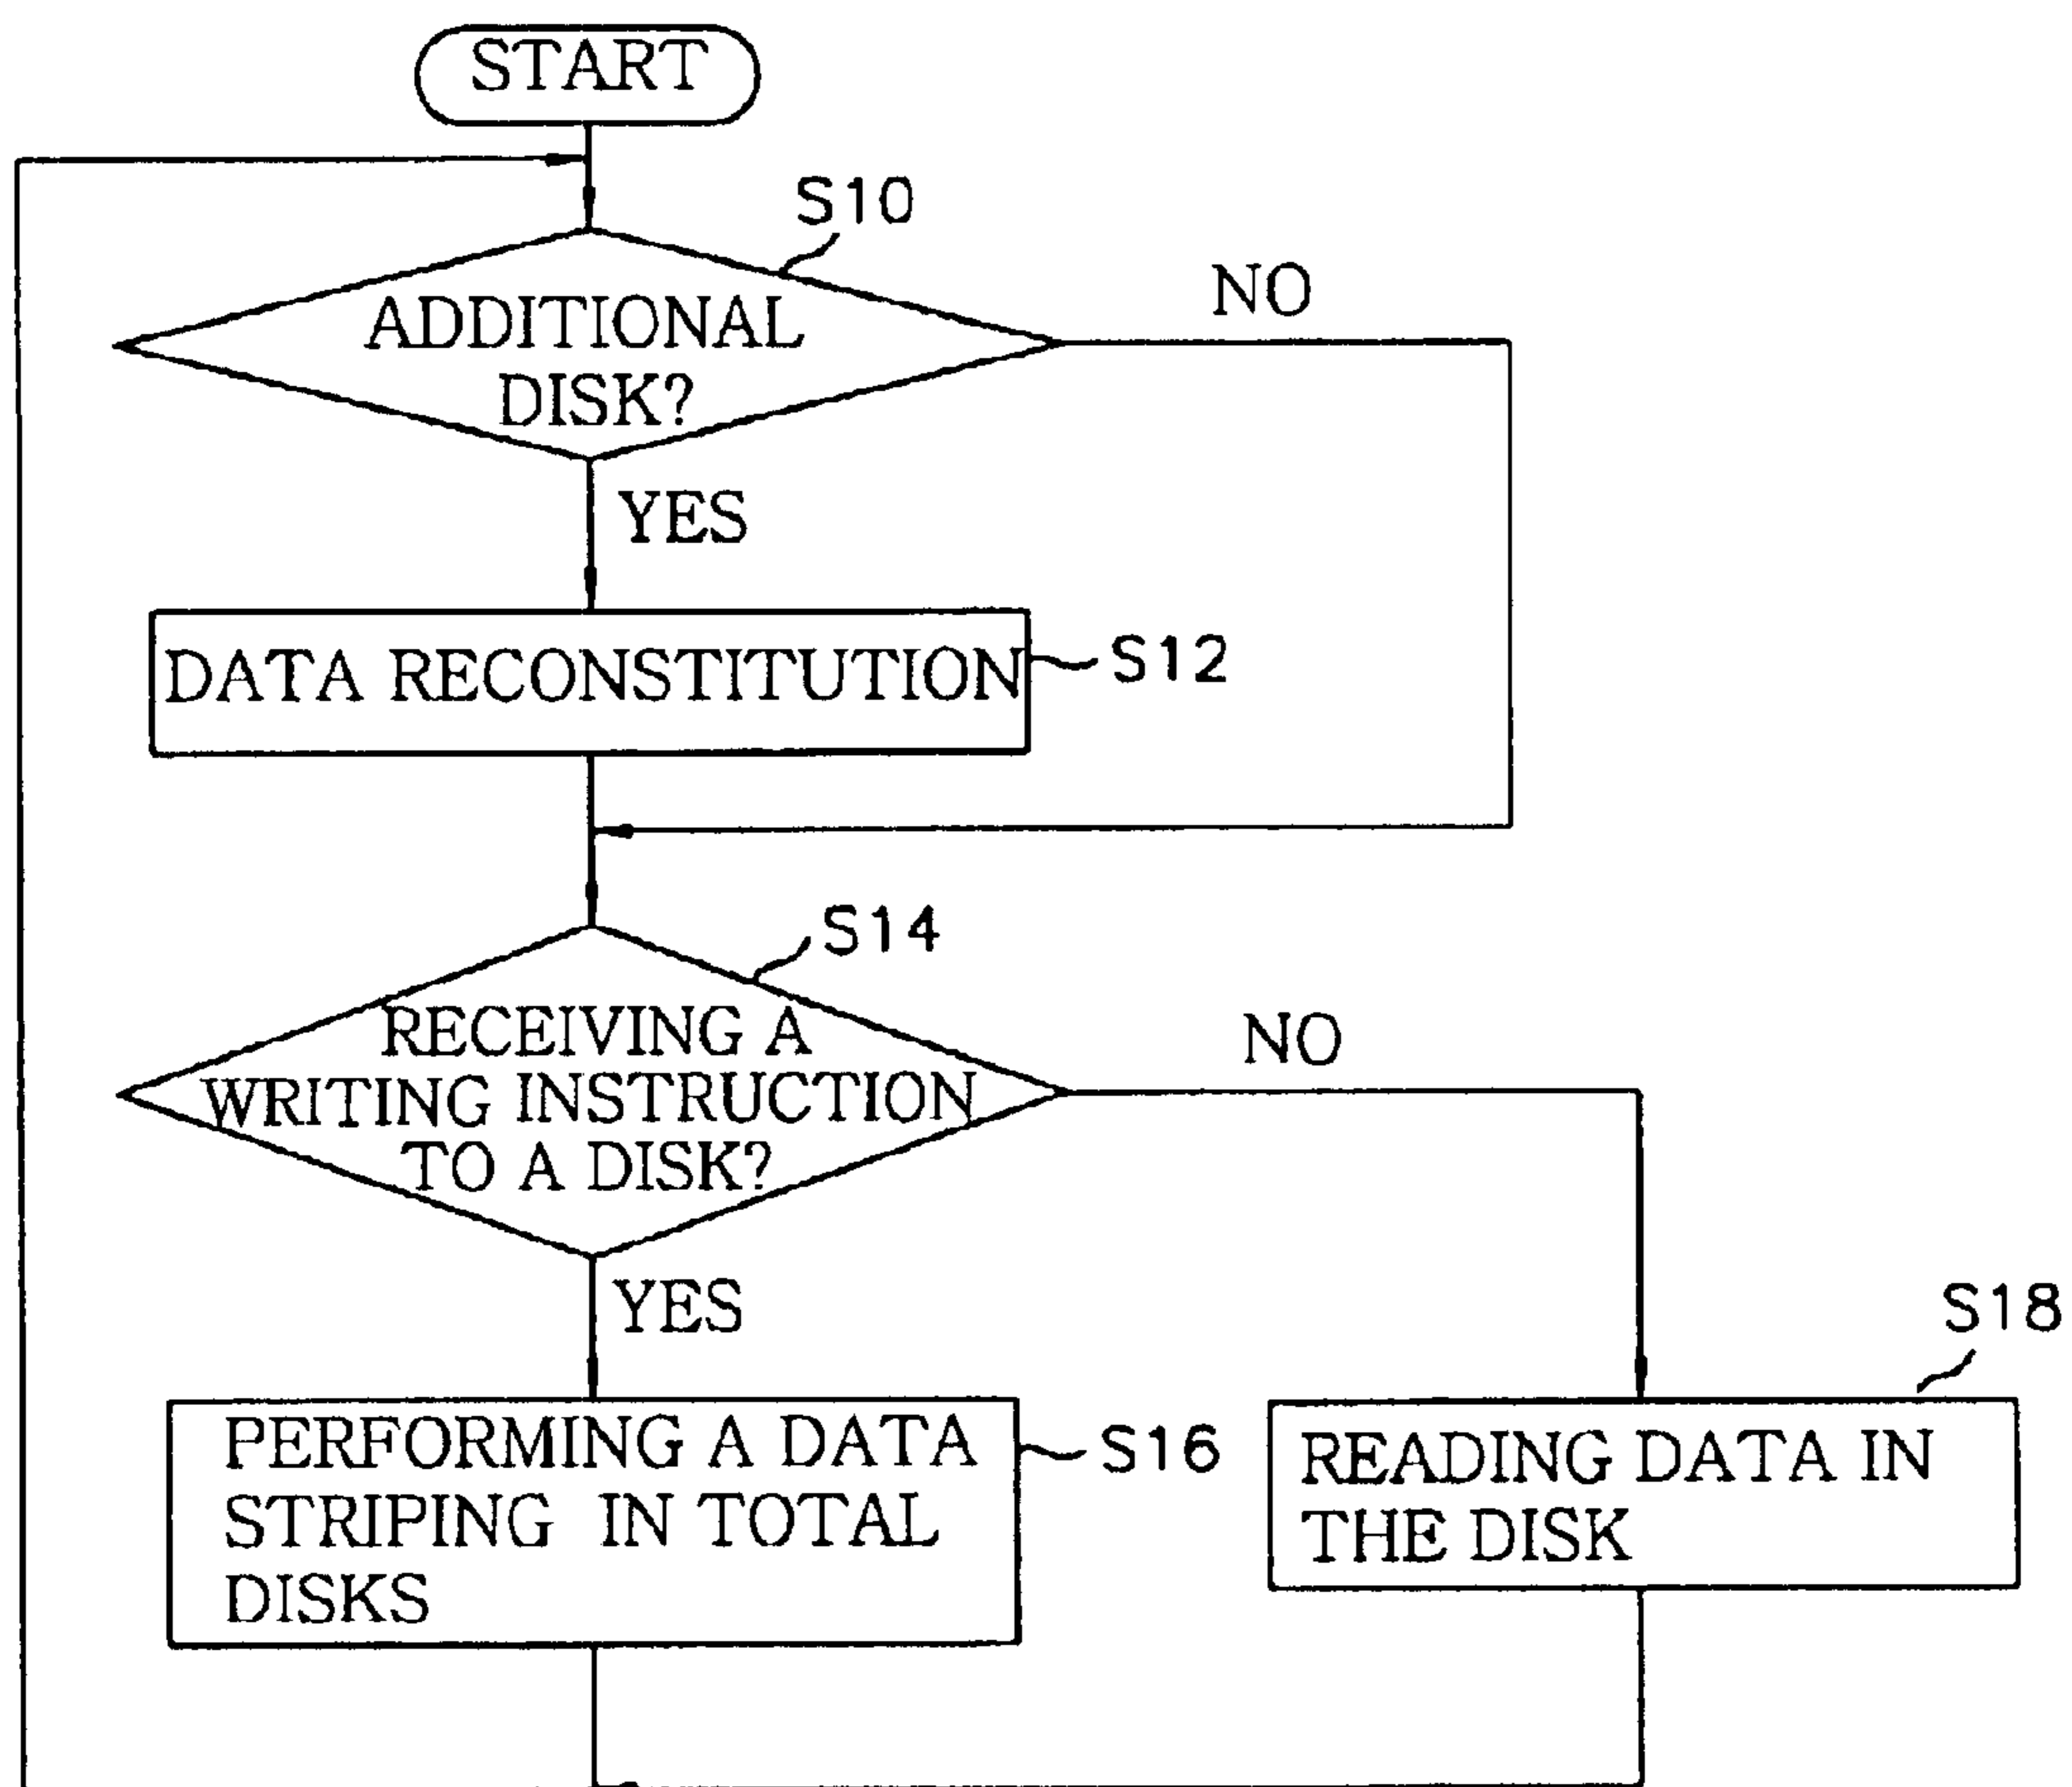 START
S10
ADDITIONAL
DISK?
NO
YES
DATA RECONSTITUTION
S12
S14
RECEIVING A
WRITING INSTRUCTION
TO A DISK?
NO
YES
S18
PERFORMING A DATA
STRIPING IN TOTAL
DISKS
S16
READING DATA IN
THE DISK